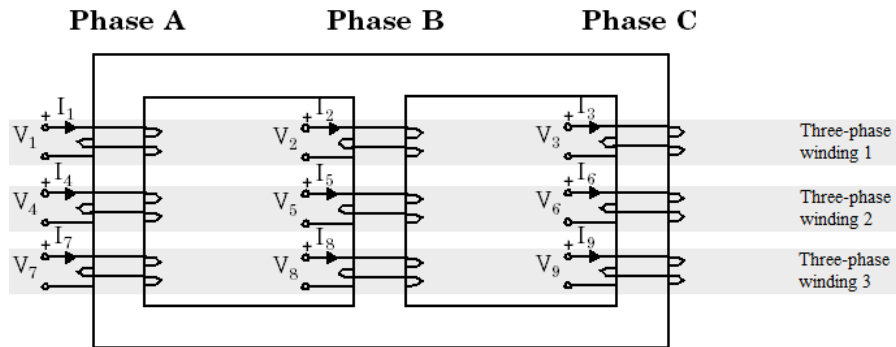 Phase A Phase B Phase C
+ I₁ + I₂ + I₃
V₁ V₂ V₃
Three-phase
winding 1
+ I₄ + I₅ + I₆
V₄ V₅ V₆
Three-phase
winding 2
+ I₇ + I₈ + I₉
V₇ V₈ V₉
Three-phase
winding 3